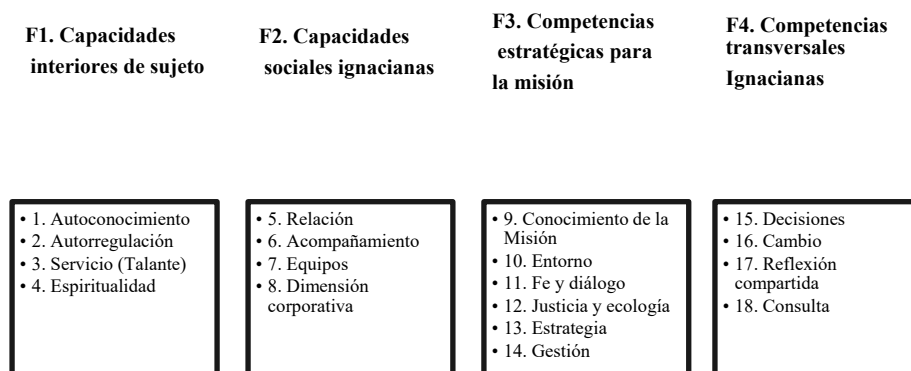 F1. Capacidades
interiores de sujeto
F2. Capacidades
sociales ignacianas
F3. Competencias
estratégicas para
la misión
F4. Competencias
transversales
Ignacianas
• 1. Autoconocimiento
• 2. Autorregulación
• 3. Servicio (Talante)
• 4. Espiritualidad
• 5. Relación
• 6. Acompañamiento
• 7. Equipos
• 8. Dimensión
corporativa
• 9. Conocimiento de la
Misión
• 10. Entorno
• 11. Fe y diálogo
• 12. Justicia y ecología
• 13. Estrategia
• 14. Gestión
• 15. Decisiones
• 16. Cambio
• 17. Reflexión
compartida
• 18. Consulta